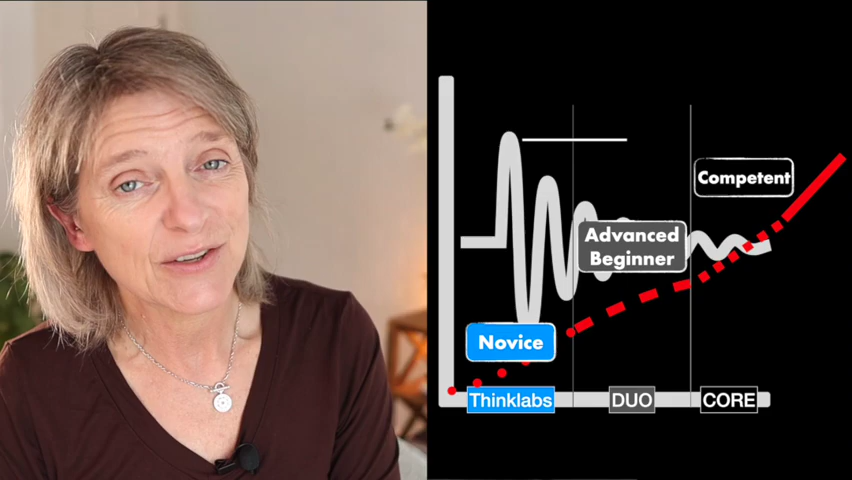 Competent
Advanced
Beginner
Novice
Thinklabs
DUO
CORE